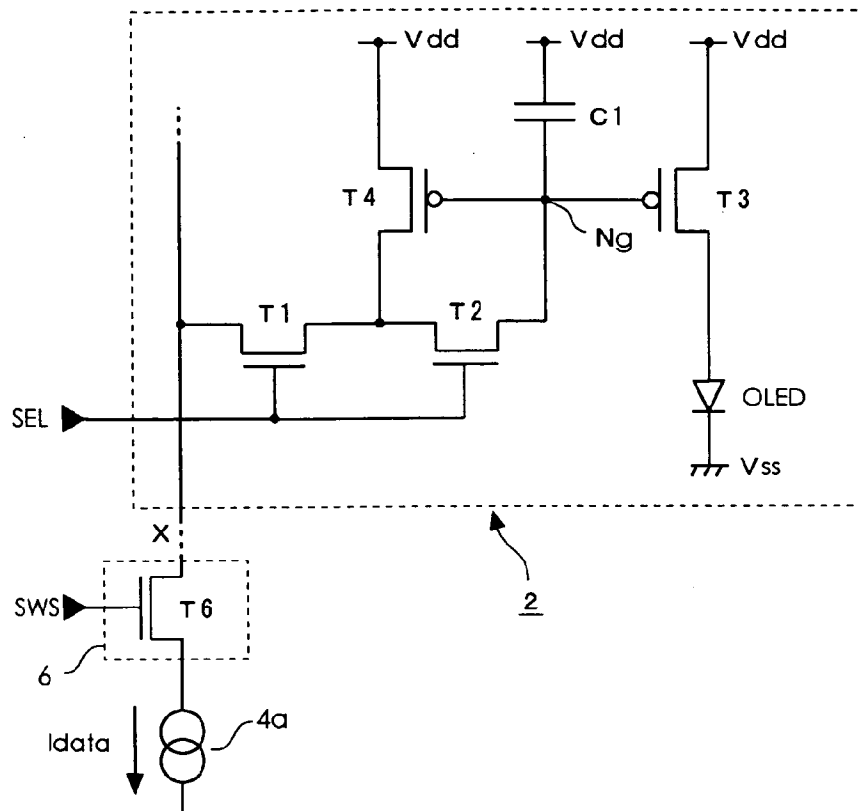 Vdd Vdd Vdd
C1
T4 T3
Ng
T1 T2
SEL OLED
Vss
X
SWS T6 2
6
4a
Idata